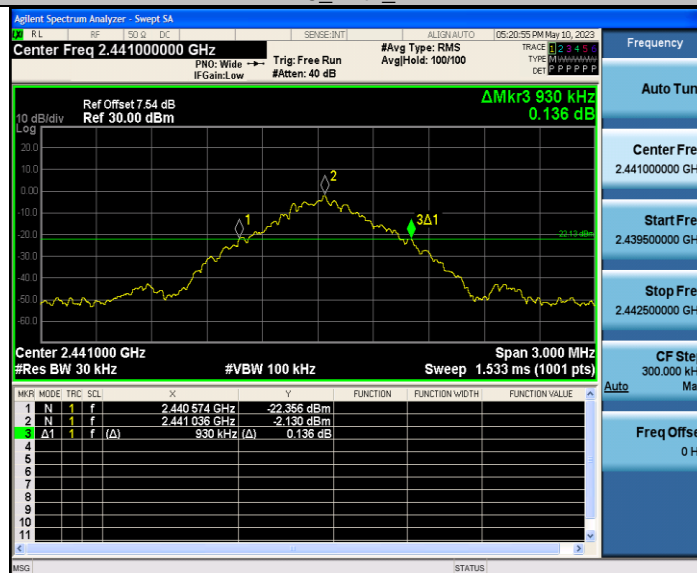 Agilent Spectrum Analyzer - Swept SA
RL RF 50 Ω DC SENSE:INT ALIGN AUTO 05:20:55 PM May 10, 2023
Center Freq 2.441000000 GHz
PNO: Wide
IFGain:Low
Trig: Free Run
#Atten: 40 dB
#Avg Type: RMS
Avg|Hold: 100/100
TRACE 1 2 3 4 5 6
TYPE M
DET P P P P P P
Frequency
Auto Tun
ΔMkr3 930 kHz
0.136 dB
Ref Offset 7.54 dB
10 dB/div Ref 30.00 dBm
Log
20.0
10.0
0.00
-10.0
-20.0
-30.0
-40.0
-50.0
-60.0
1
2
3Δ1
-22.13 dBm
Center Fre
2.441000000 GH
Start Fre
2.439500000 GH
Stop Fre
2.442500000 GH
CF Step
300.000 kH
Auto Ma
Freq Offse
0 H
Center 2.441000 GHz Span 3.000 MHz
#Res BW 30 kHz #VBW 100 kHz Sweep 1.533 ms (1001 pts)
MKR MODE TRC SCL X Y FUNCTION FUNCTION WIDTH FUNCTION VALUE
1 N 1 f 2.440 574 GHz -22.356 dBm
2 N 1 f 2.441 036 GHz -2.130 dBm
3 Δ1 1 f (Δ) 930 kHz (Δ) 0.136 dB
4
5
6
7
8
9
10
11
MSG STATUS